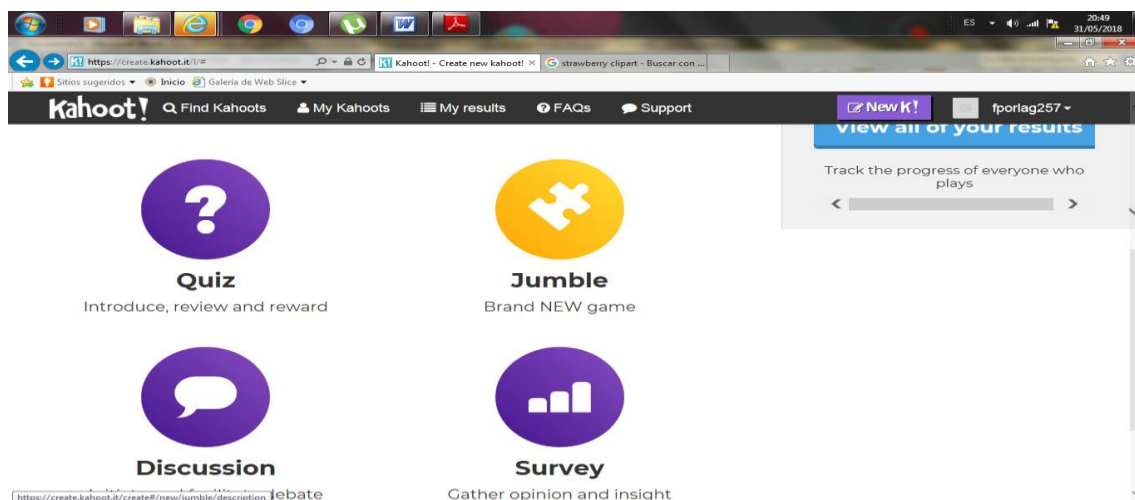 ES 20:49
31/05/2018
https://create.kahoot.it/l/#
Kahoot! - Create new kahoot!
strawberry clipart - Buscar con ...
Sitios sugeridos Inicio Galería de Web Slice
Kahoot! Find Kahoots My Kahoots My results FAQs Support New K! fporlag257
View all of your results
Track the progress of everyone who
plays
Quiz
Introduce, review and reward
Jumble
Brand NEW game
Discussion
debate
Survey
Gather opinion and insight
https://create.kahoot.it/create#/new/jumble/description